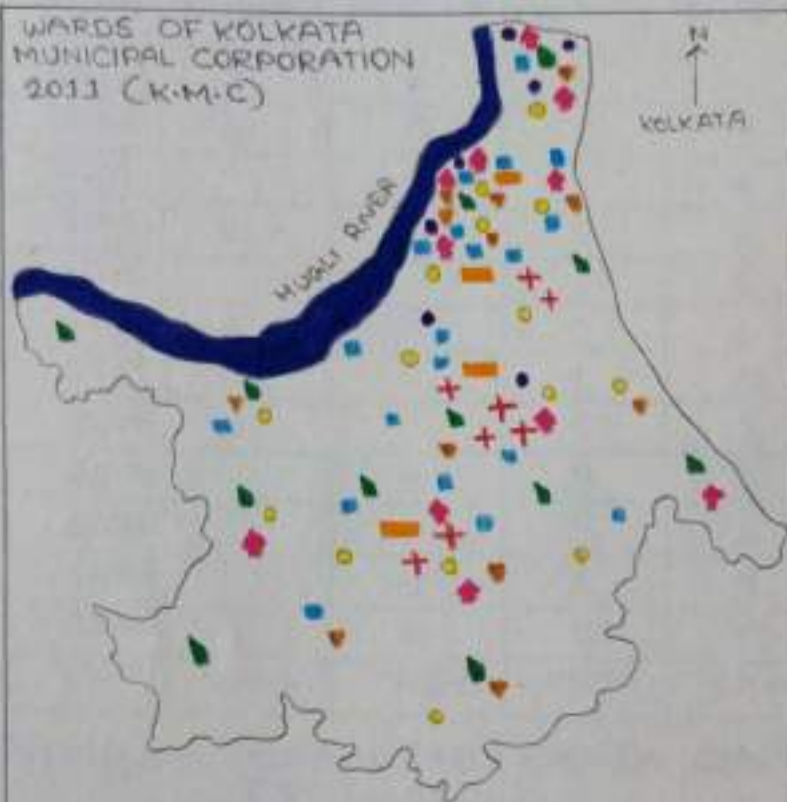 WARDS OF KOLKATA
MUNICIPAL CORPORATION
2011 (K.M.C)
N
KOLKATA
HUGLI RIVER